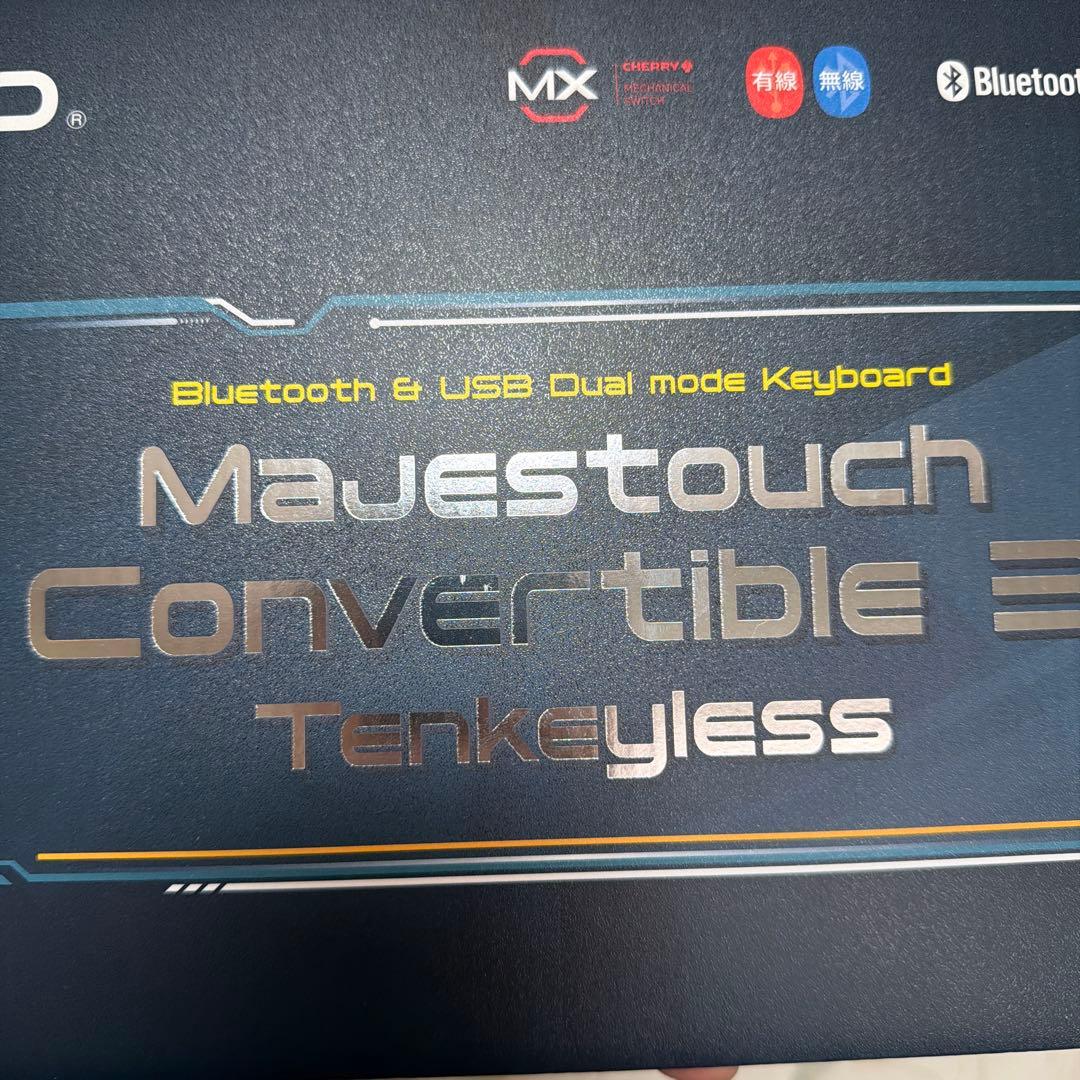 ®
MX
CHERRY
MECHANICAL
SWITCH
有線
無線
Bluetoot
Bluetooth & USB Dual mode Keyboard
Majestouch
Convertible 3
Tenkeyless